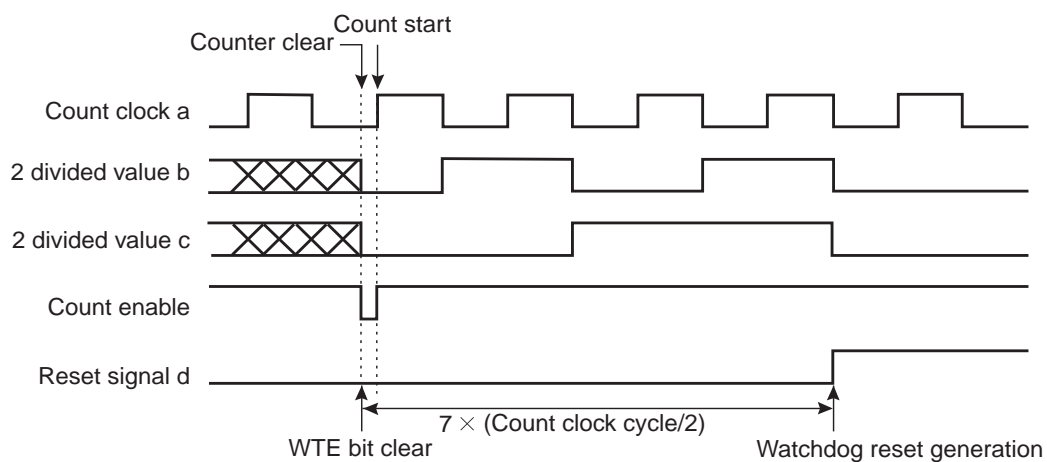 Count start
Counter clear
Count clock a
2 divided value b
2 divided value c
Count enable
Reset signal d
7 × (Count clock cycle/2)
WTE bit clear
Watchdog reset generation